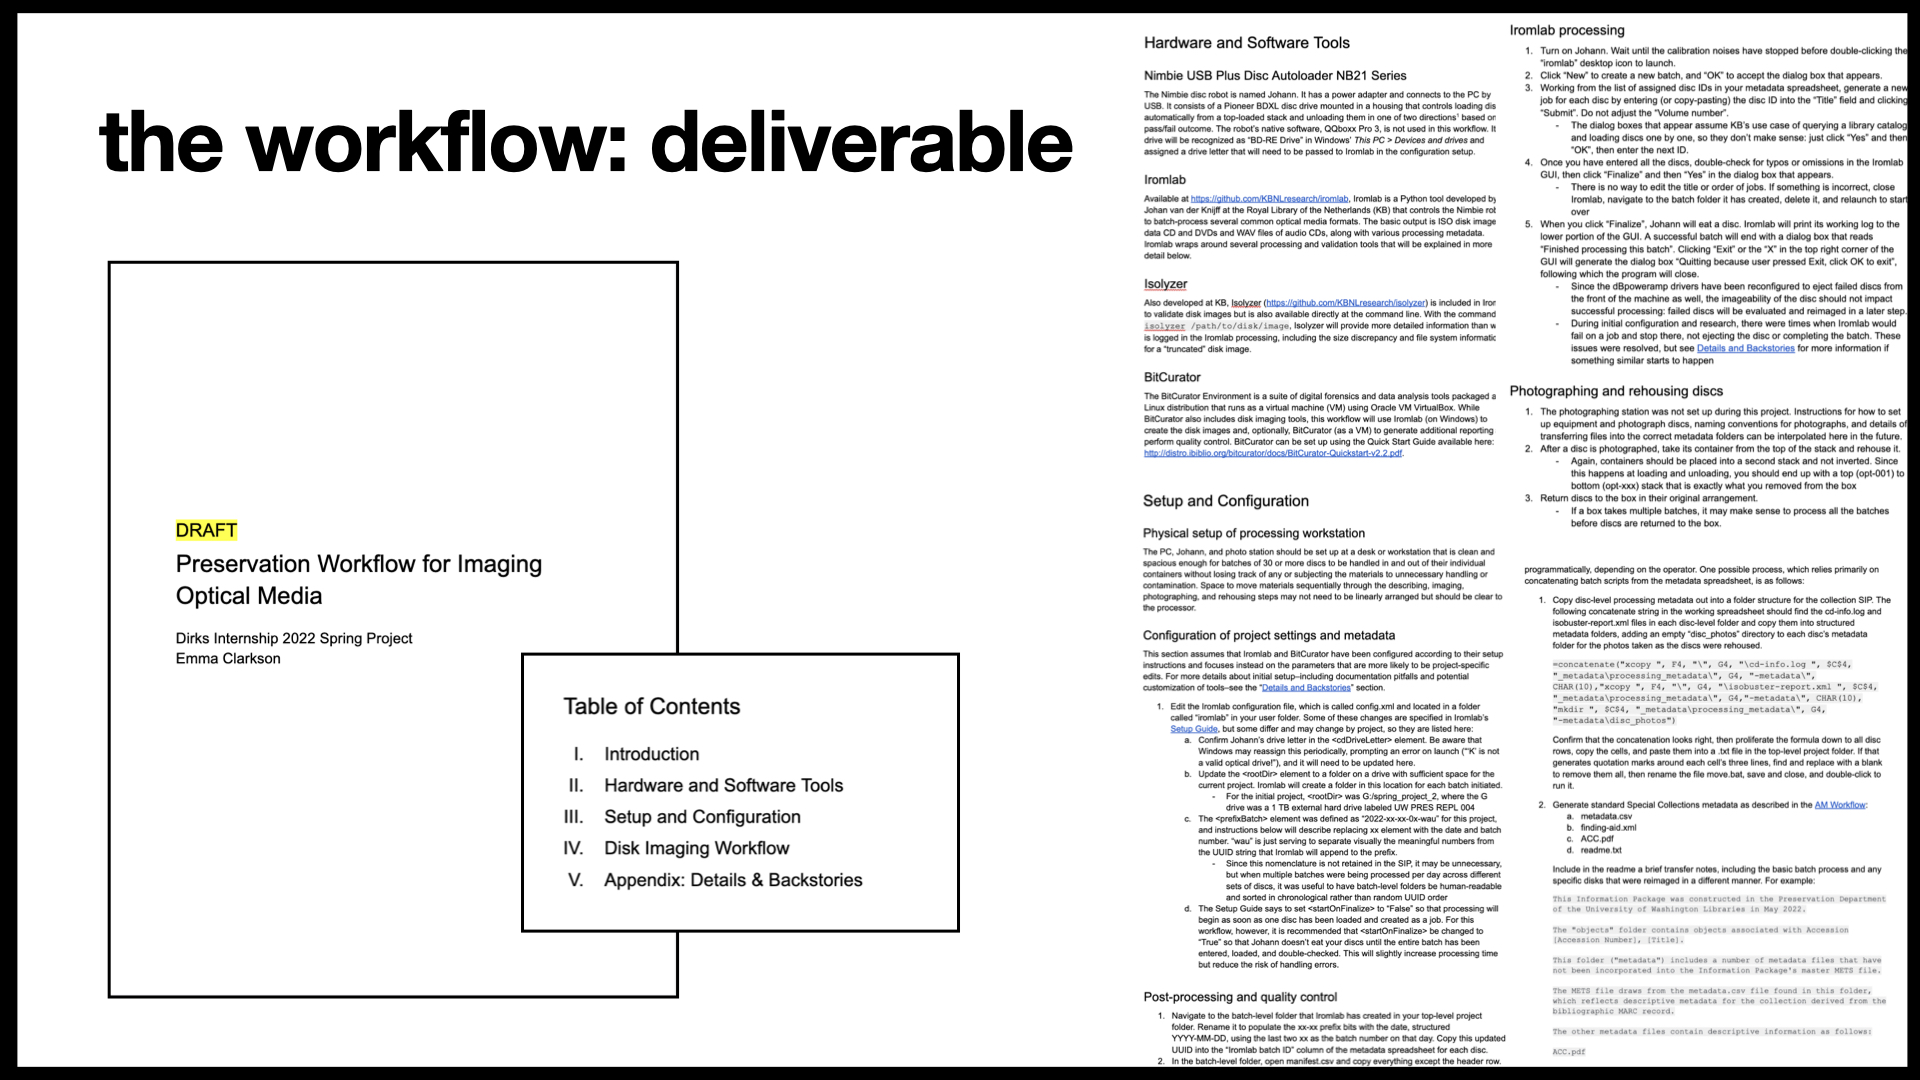 the workflow: deliverable
DRAFT
Preservation Workflow for Imaging
Optical Media
Dirks Internship 2022 Spring Project
Emma Clarkson
Table of Contents
I. Introduction
II. Hardware and Software Tools
III. Setup and Configuration
IV. Disk Imaging Workflow
V. Appendix: Details & Backstories
Hardware and Software Tools
Nimbie USB Plus Disc Autoloader NB21 Series
The Nimbie disc robot is named Johann. It has a power adapter and connects to the PC by
USB. It consists of a Pioneer BDXL disc drive mounted in a housing that controls loading dis
automatically from a top-loaded stack and unloading them in one of two directions¹ based on
pass/fail outcome. The robot's native software, QQboxx Pro 3, is not used in this workflow. It
drive will be recognized as "BD-RE Drive" in Windows' This PC > Devices and drives and
assigned a drive letter that will need to be passed to Iromlab in the configuration setup.
Iromlab
Available at https://github.com/KBNLresearch/iromlab, Iromlab is a Python tool developed by
Johan van der Knijff at the Royal Library of the Netherlands (KB) that controls the Nimbie rob
to batch-process several common optical media formats. The basic output is ISO disk image
data CD and DVDs and WAV files of audio CDs, along with various processing metadata.
Iromlab wraps around several processing and validation tools that will be explained in more
detail below.
Isolyzer
Also developed at KB, Isolyzer (https://github.com/KBNLresearch/isolyzer) is included in Iror
to validate disk images but is also available directly at the command line. With the command
isolyzer /path/to/disk/image, Isolyzer will provide more detailed information than w
is logged in the Iromlab processing, including the size discrepancy and file system informatic
for a "truncated" disk image.
BitCurator
The BitCurator Environment is a suite of digital forensics and data analysis tools packaged a
Linux distribution that runs as a virtual machine (VM) using Oracle VM VirtualBox. While
BitCurator also includes disk imaging tools, this workflow will use Iromlab (on Windows) to
create the disk images and, optionally, BitCurator (as a VM) to generate additional reporting
perform quality control. BitCurator can be set up using the Quick Start Guide available here:
http://distro.ibiblio.org/bitcurator/docs/BitCurator-Quickstart-v2.2.pdf.
Setup and Configuration
Physical setup of processing workstation
The PC, Johann, and photo station should be set up at a desk or workstation that is clean and
spacious enough for batches of 30 or more discs to be handled in and out of their individual
containers without losing track of any or subjecting the materials to unnecessary handling or
contamination. Space to move materials sequentially through the describing, imaging,
photographing, and rehousing steps may not need to be linearly arranged but should be clear to
the processor.
Configuration of project settings and metadata
This section assumes that Iromlab and BitCurator have been configured according to their setup
instructions and focuses instead on the parameters that are more likely to be project-specific
edits. For more details about initial setup–including documentation pitfalls and potential
customization of tools–see the "Details and Backstories" section.
1. Edit the Iromlab configuration file, which is called config.xml and located in a folder
called "iromlab" in your user folder. Some of these changes are specified in Iromlab's
Setup Guide, but some differ and may change by project, so they are listed here:
a. Confirm Johann's drive letter in the <cdDriveLetter> element. Be aware that
Windows may reassign this periodically, prompting an error on launch ("'K' is not
a valid optical drive!"), and it will need to be updated here.
b. Update the <rootDir> element to a folder on a drive with sufficient space for the
current project. Iromlab will create a folder in this location for each batch initiated.
- For the initial project, <rootDir> was G:/spring_project_2, where the G
drive was a 1 TB external hard drive labeled UW PRES REPL 004
c. The <prefixBatch> element was defined as "2022-xx-xx-0x-wau" for this project,
and instructions below will describe replacing xx element with the date and batch
number. "wau" is just serving to separate visually the meaningful numbers from
the UUID string that Iromlab will append to the prefix.
- Since this nomenclature is not retained in the SIP, it may be unnecessary,
but when multiple batches were being processed per day across different
sets of discs, it was useful to have batch-level folders be human-readable
and sorted in chronological rather than random UUID order
d. The Setup Guide says to set <startOnFinalize> to "False" so that processing will
begin as soon as one disc has been loaded and created as a job. For this
workflow, however, it is recommended that <startOnFinalize> be changed to
"True" so that Johann doesn't eat your discs until the entire batch has been
entered, loaded, and double-checked. This will slightly increase processing time
but reduce the risk of handling errors.
Post-processing and quality control
1. Navigate to the batch-level folder that Iromlab has created in your top-level project
folder. Rename it to populate the xx-xx prefix bits with the date, structured
YYYY-MM-DD, using the last two xx as the batch number on that day. Copy this updated
UUID into the "Iromlab batch ID" column of the metadata spreadsheet for each disc.
2. In the batch-level folder, open manifest.csv and copy everything except the header row.
Iromlab processing
1. Turn on Johann. Wait until the calibration noises have stopped before double-clicking the
"iromlab" desktop icon to launch.
2. Click "New" to create a new batch, and "OK" to accept the dialog box that appears.
3. Working from the list of assigned disc IDs in your metadata spreadsheet, generate a new
job for each disc by entering (or copy-pasting) the disc ID into the "Title" field and clicking
"Submit". Do not adjust the "Volume number".
- The dialog boxes that appear assume KB's use case of querying a library catalog
and loading discs one by one, so they don't make sense: just click "Yes" and then
"OK", then enter the next ID.
4. Once you have entered all the discs, double-check for typos or omissions in the Iromlab
GUI, then click "Finalize" and then "Yes" in the dialog box that appears.
- There is no way to edit the title or order of jobs. If something is incorrect, close
Iromlab, navigate to the batch folder it has created, delete it, and relaunch to start
over
5. When you click "Finalize", Johann will eat a disc. Iromlab will print its working log to the
lower portion of the GUI. A successful batch will end with a dialog box that reads
"Finished processing this batch". Clicking "Exit" or the "X" in the top right corner of the
GUI will generate the dialog box "Quitting because user pressed Exit, click OK to exit",
following which the program will close.
- Since the dBpoweramp drivers have been reconfigured to eject failed discs from
the front of the machine as well, the imageability of the disc should not impact
successful processing: failed discs will be evaluated and reimaged in a later step.
- During initial configuration and research, there were times when Iromlab would
fail on a job and stop there, not ejecting the disc or completing the batch. These
issues were resolved, but see Details and Backstories for more information if
something similar starts to happen
Photographing and rehousing discs
1. The photographing station was not set up during this project. Instructions for how to set
up equipment and photograph discs, naming conventions for photographs, and details of
transferring files into the correct metadata folders can be interpolated here in the future.
2. After a disc is photographed, take its container from the top of the stack and rehouse it.
- Again, containers should be placed into a second stack and not inverted. Since
this happens at loading and unloading, you should end up with a top (opt-001) to
bottom (opt-xxx) stack that is exactly what you removed from the box
3. Return discs to the box in their original arrangement.
- If a box takes multiple batches, it may make sense to process all the batches
before discs are returned to the box.
programmatically, depending on the operator. One possible process, which relies primarily on
concatenating batch scripts from the metadata spreadsheet, is as follows:
1. Copy disc-level processing metadata out into a folder structure for the collection SIP. The
following concatenate string in the working spreadsheet should find the cd-info.log and
isobuster-report.xml files in each disc-level folder and copy them into structured
metadata folders, adding an empty "disc_photos" directory to each disc's metadata
folder for the photos taken as the discs were rehoused.
=concatenate("xcopy ", F4, "\", G4, "\cd-info.log ", $C$4,
"_metadata\processing_metadata\", G4, "-metadata\",
CHAR(10),"xcopy ", F4, "\", G4, "\isobuster-report.xml ", $C$4,
"_metadata\processing_metadata\", G4,"-metadata\", CHAR(10),
"mkdir ", $C$4, "_metadata\processing_metadata\", G4,
"-metadata\disc_photos")
Confirm that the concatenation looks right, then proliferate the formula down to all disc
rows, copy the cells, and paste them into a .txt file in the top-level project folder. If that
generates quotation marks around each cell's three lines, find and replace with a blank
to remove them all, then rename the file move.bat, save and close, and double-click to
run it.
2. Generate standard Special Collections metadata as described in the AM Workflow:
a. metadata.csv
b. finding-aid.xml
c. ACC.pdf
d. readme.txt
Include in the readme a brief transfer notes, including the basic batch process and any
specific disks that were reimaged in a different manner. For example:
This Information Package was constructed in the Preservation Department
of the University of Washington Libraries in May 2022.
The "objects" folder contains objects associated with Accession
[Accession Number], [Title].
This folder ("metadata") includes a number of metadata files that have
not been incorporated into the Information Package's master METS file.
The METS file draws from the metadata.csv file found in this folder,
which reflects descriptive metadata for the collection derived from the
bibliographic MARC record.
The other metadata files contain descriptive information as follows:
ACC.pdf